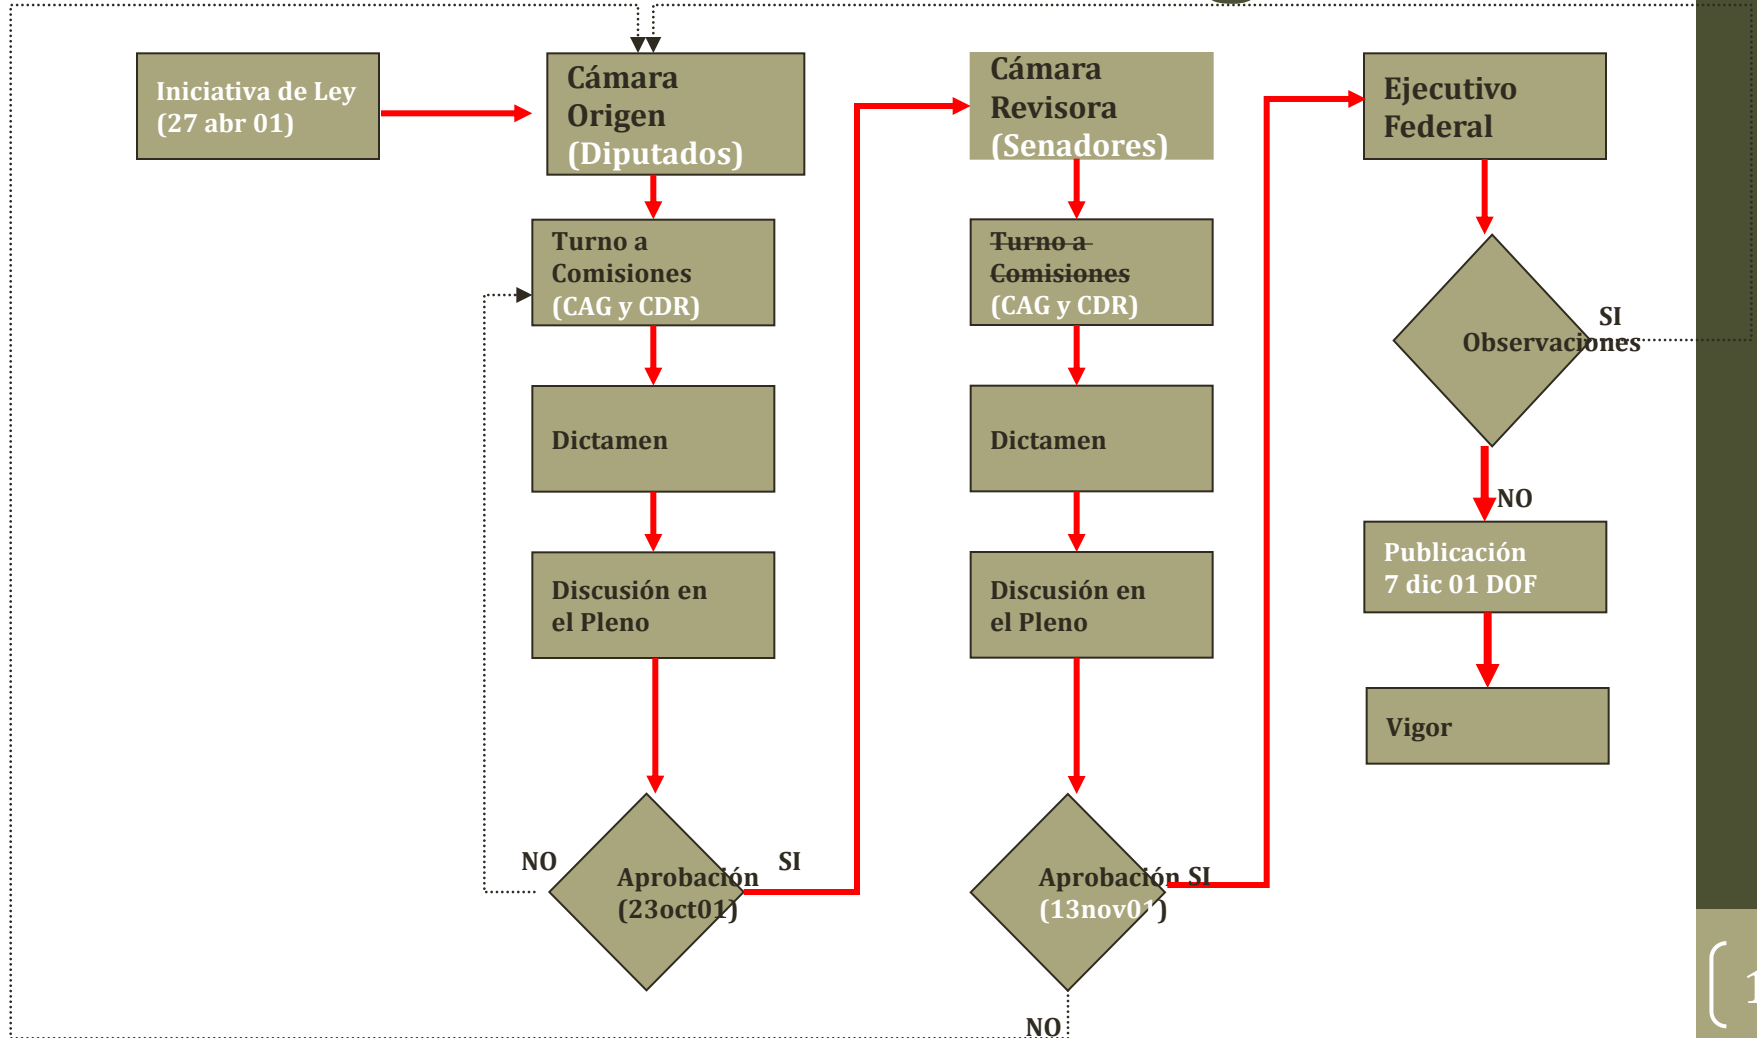 Iniciativa de Ley
(27 abr 01)
Cámara
Origen
(Diputados)
Turno a
Comisiones
(CAG y CDR)
Dictamen
Discusión en
el Pleno
NO
Aprobación
(23oct01)
SI
Cámara
Revisora
(Senadores)
Turno a
Comisiones
(CAG y CDR)
Dictamen
Discusión en
el Pleno
Aprobación SI
(13nov01)
NO
Ejecutivo
Federal
SI
Observaciones
NO
Publicación
7 dic 01 DOF
Vigor